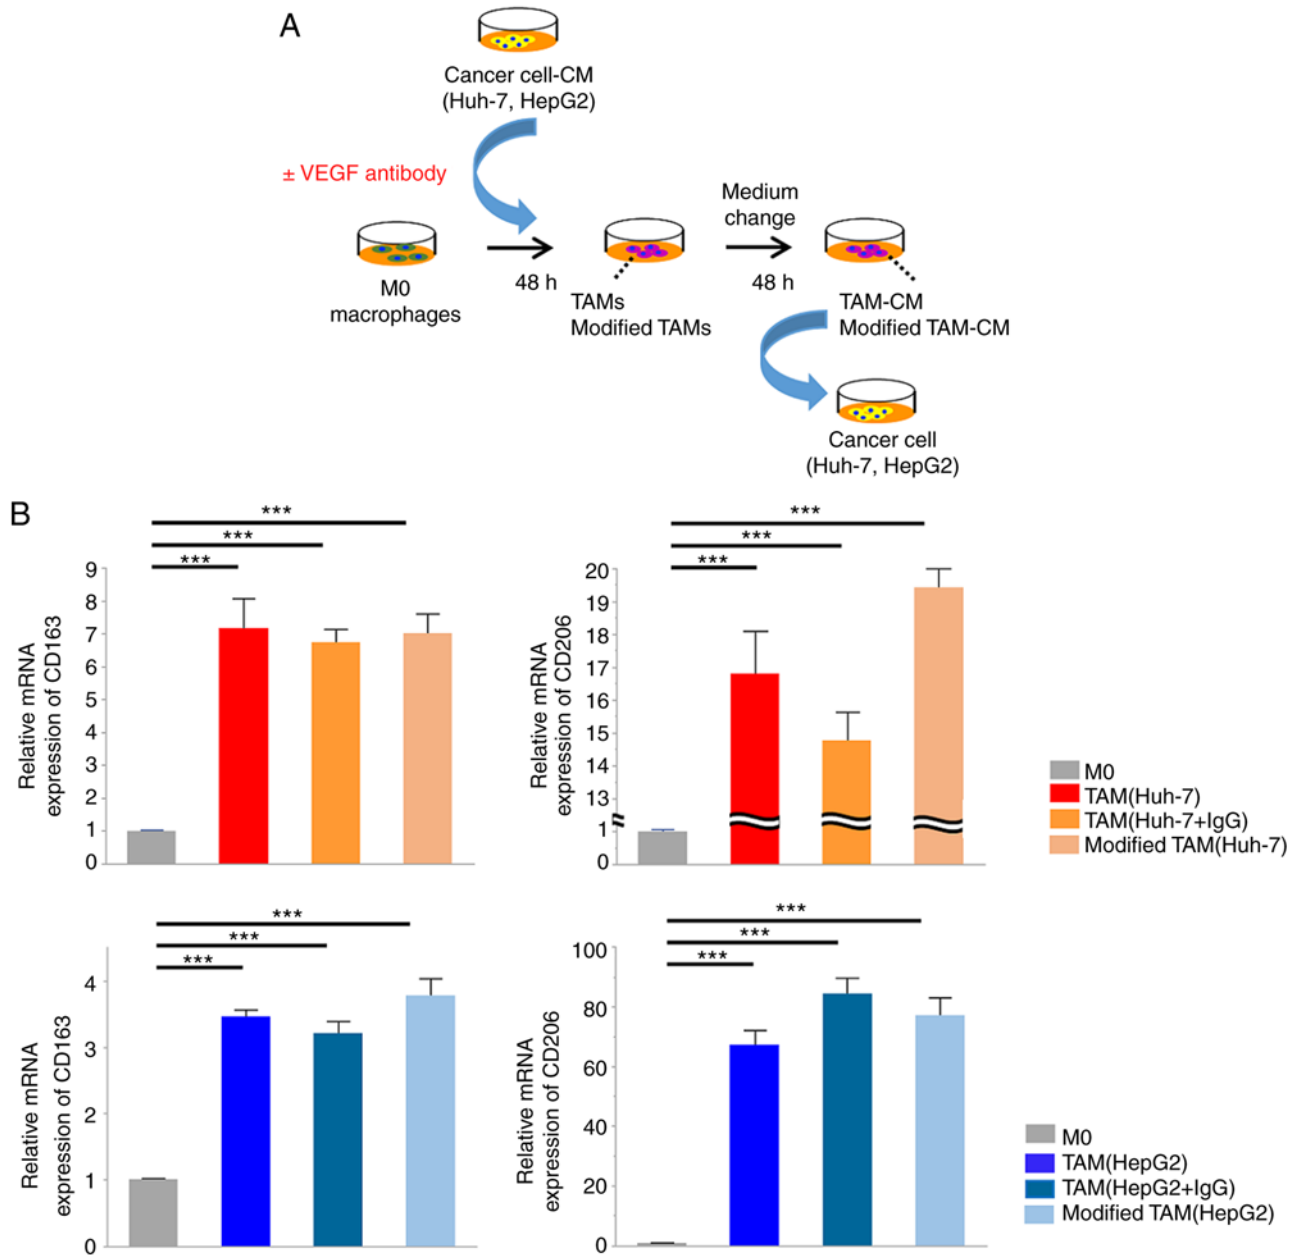 A
Cancer cell-CM
(Huh-7, HepG2)
± VEGF antibody
Medium
change
48 h
48 h
M0
macrophages
TAMs
Modified TAMs
TAM-CM
Modified TAM-CM
Cancer cell
(Huh-7, HepG2)
B
***
***
***
Relative mRNA
expression of CD163
9
8
7
6
5
4
3
2
1
0
***
***
***
Relative mRNA
expression of CD206
20
19
18
17
16
15
14
13
1
0
M0
TAM(Huh-7)
TAM(Huh-7+IgG)
Modified TAM(Huh-7)
***
***
***
Relative mRNA
expression of CD163
4
3
2
1
0
***
***
***
Relative mRNA
expression of CD206
100
80
60
40
20
0
M0
TAM(HepG2)
TAM(HepG2+IgG)
Modified TAM(HepG2)